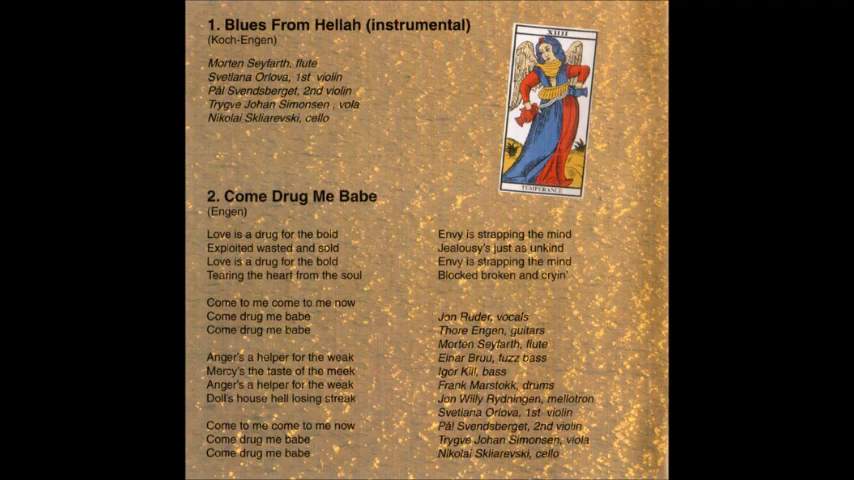 1. Blues From Hellah (instrumental)
(Koch-Engen)
Morten Seyfarth, flute
Svetlana Orlova, 1st violin
Pål Svendsberget, 2nd violin
Trygve Johan Simonsen , vola
Nikolai Skliarevski, cello
XIIII
TEMPERANCE
2. Come Drug Me Babe
(Engen)
Love is a drug for the bold
Exploited wasted and sold
Love is a drug for the bold
Tearing the heart from the soul
Come to me come to me now
Come drug me babe
Come drug me babe
Anger's a helper for the weak
Mercy's the taste of the meek
Anger's a helper for the weak
Doll's house hell losing streak
Come to me come to me now
Come drug me babe
Come drug me babe
Envy is strapping the mind
Jealousy's just as unkind
Envy is strapping the mind
Blocked broken and cryin'
Jon Ruder, vocals
Thore Engen, guitars
Morten Seyfarth, flute
Einar Bruu, fuzz bass
Igor Kill, bass
Frank Marstokk, drums
Jon Willy Rydningen, mellotron
Svetlana Orlova, 1st violin
Pål Svendsberget, 2nd violin
Trygve Johan Simonsen, viola
Nikolai Skliarevski, cello